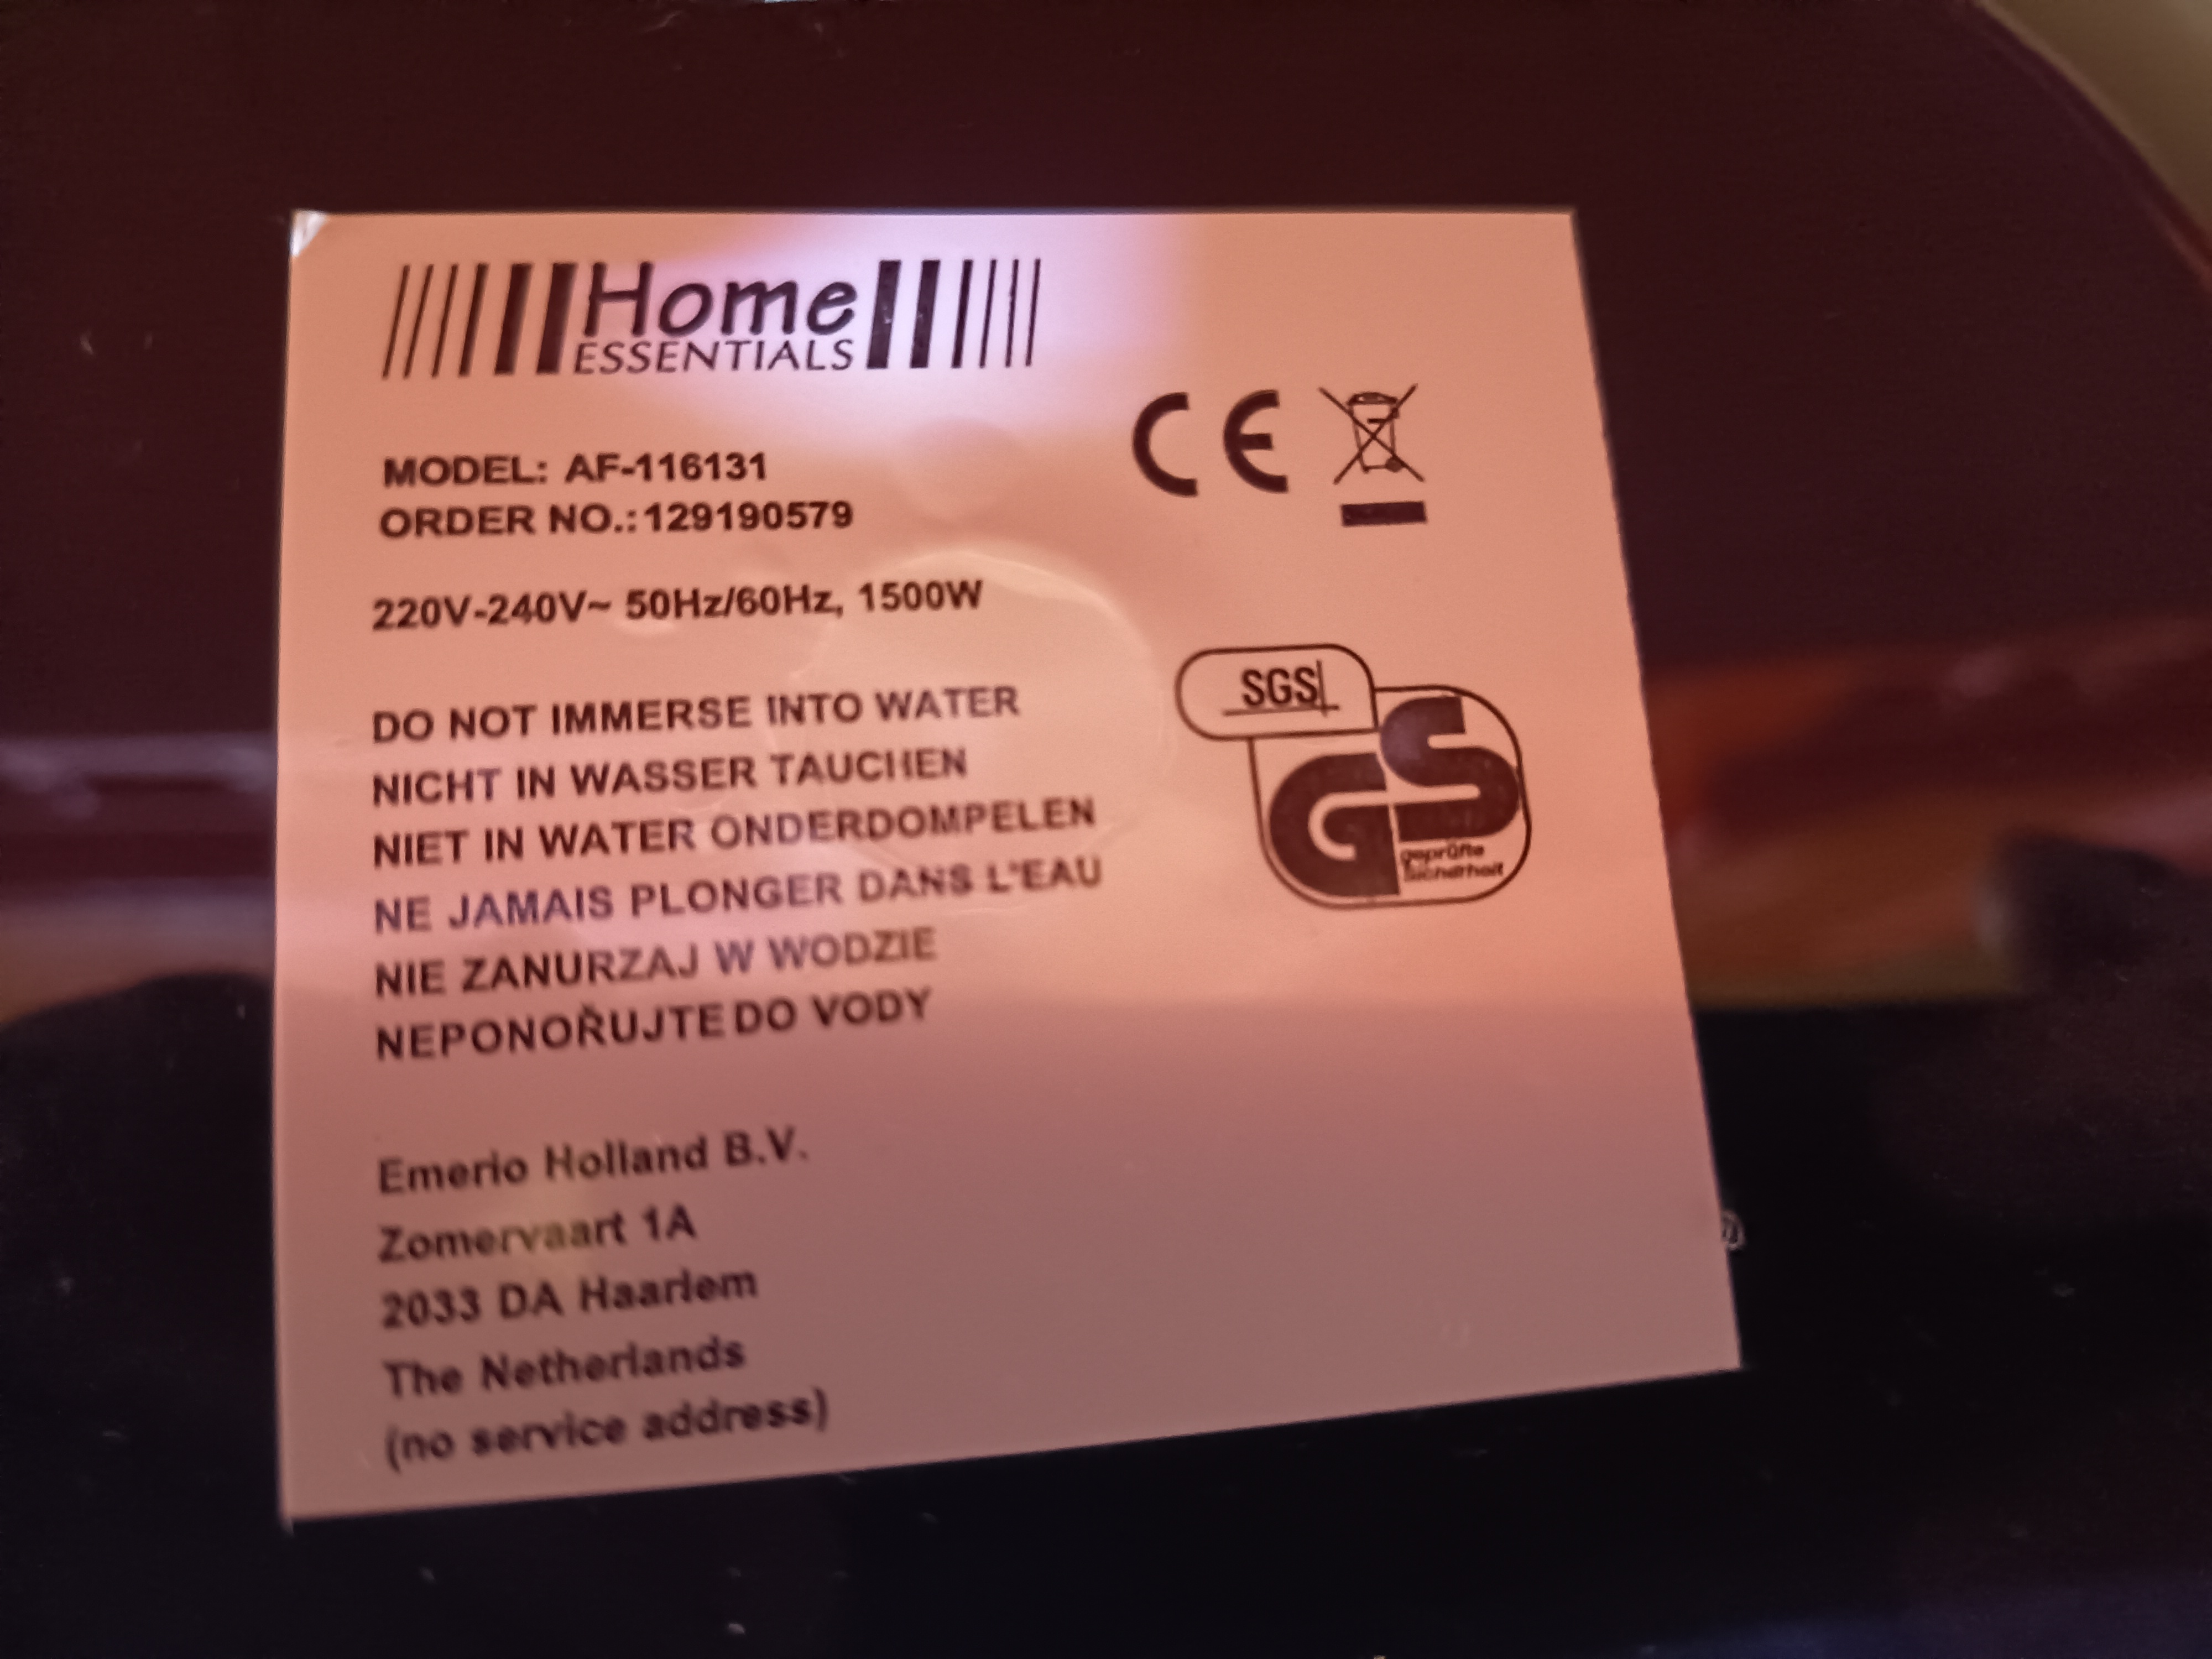 Home
ESSENTIALS
CE
MODEL: AF-116131
ORDER NO.: 129190579
220V-240V~ 50Hz/60Hz, 1500W
SGS
GS
geprüfte
Sicherheit
DO NOT IMMERSE INTO WATER
NICHT IN WASSER TAUCHEN
NIET IN WATER ONDERDOMPELEN
NE JAMAIS PLONGER DANS L'EAU
NIE ZANURZAJ W WODZIE
NEPONOŘUJTE DO VODY
Emerio Holland B.V.
Zomervaart 1A
2033 DA Haarlem
The Netherlands
(no service address)